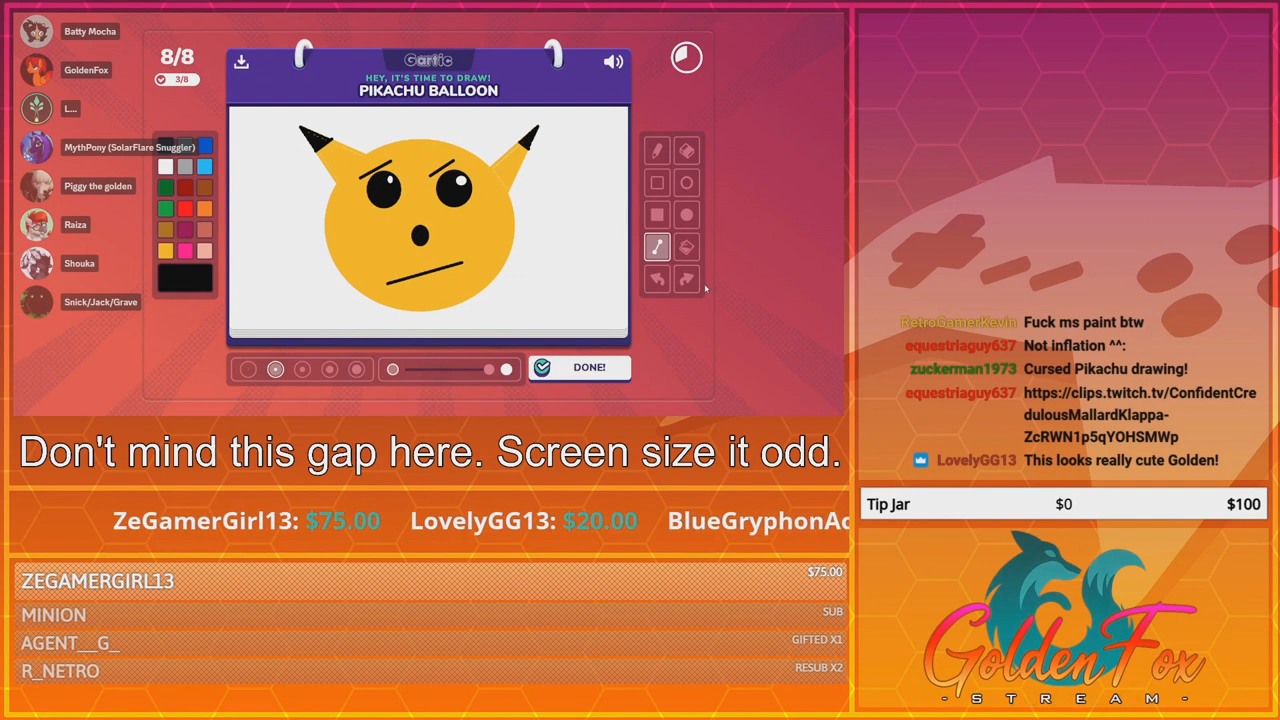 Batty Mocha
GoldenFox
L...
MythPony (SolarFlare Snuggler)
Piggy the golden
Raiza
Shouka
Snick/Jack/Grave
8/8
3/8
Gartic
HEY, IT'S TIME TO DRAW!
PIKACHU BALLOON
DONE!
Don't mind this gap here. Screen size it odd.
ZeGamerGirl13: $75.00 LovelyGG13: $20.00 BlueGryphonAc
ZEGAMERGIRL13 $75.00
MINION SUB
AGENT__G_ GIFTED X1
R_NETRO RESUB X2
RetroGamerKevin Fuck ms paint btw
equestriaguy637 Not inflation ^^:
zuckerman1973 Cursed Pikachu drawing!
equestriaguy637 https://clips.twitch.tv/ConfidentCre
dulousMallardKlappa-
ZcRWN1p5qYOHSMWp
LovelyGG13 This looks really cute Golden!
Tip Jar $0 $100
GoldenFox
- STREAM -